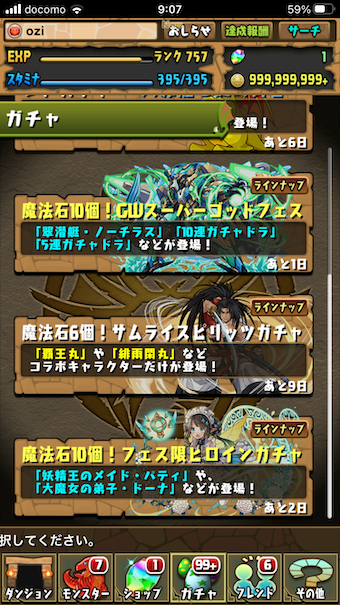 docomo 9:07 59%
ozi おしらせ 達成報酬 サーチ
EXP ランク 757 1
スタミナ 395/395 999,999,999+
ガチャ 登場!
あと6日
ラインナップ
魔法石10個!GWスーパーゴッドフェス
「翠潜艇・ノーチラス」「10連ガチャドラ」
「5連ガチャドラ」などが登場!
あと1日
ラインナップ
魔法石6個!サムライスピリッツガチャ
「覇王丸」や「緋雨閑丸」など
コラボキャラクターだけが登場!
あと9日
ラインナップ
魔法石10個!フェス限ヒロインガチャ
「妖精王のメイド・パティ」や、
「大魔女の弟子・ドーナ」などが登場!
あと2日
択してください。
7 1 99+ 6
ダンジョン モンスター ショップ ガチャ フレンド その他